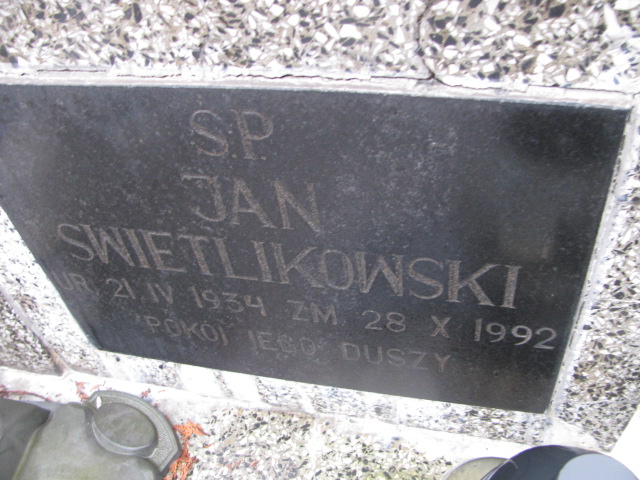 S.P.
JAN
SWIETLIKOWSKI
UR. 21. IV 1934 ZM 28 X 1992
POKÓJ JEGO DUSZY